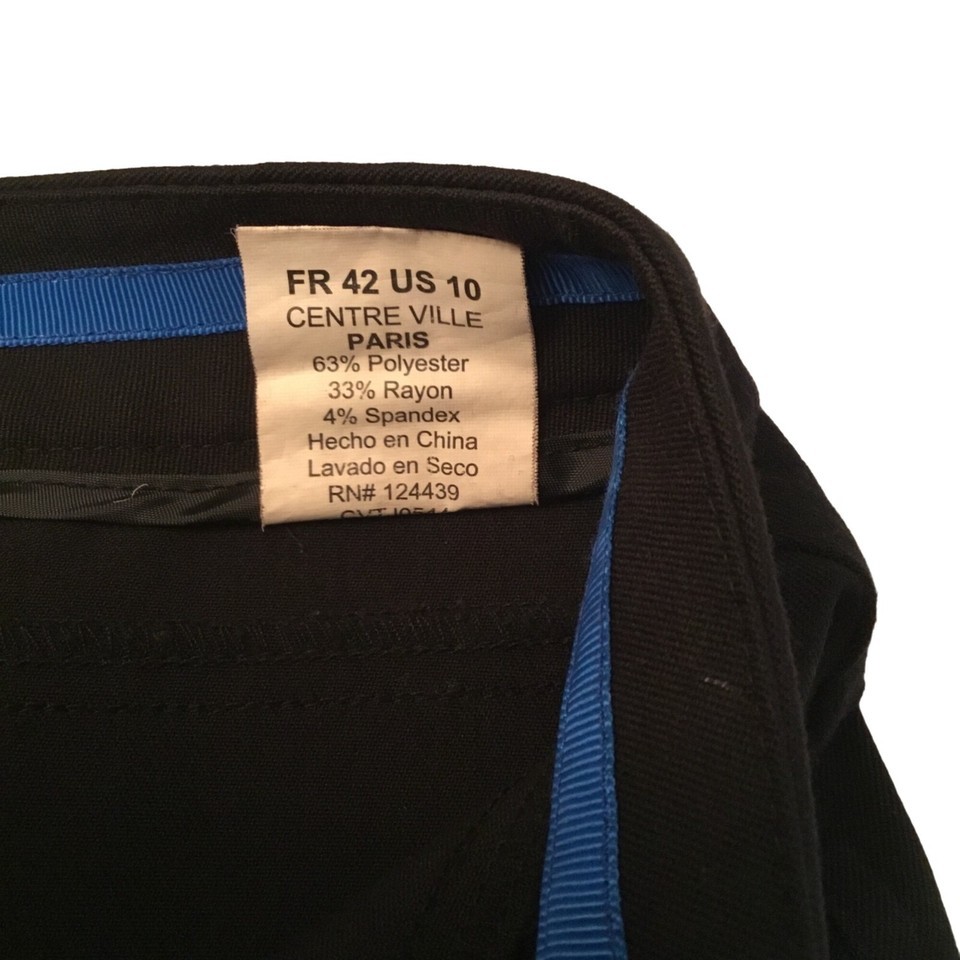 FR 42 US 10
CENTRE VILLE
PARIS
63% Polyester
33% Rayon
4% Spandex
Hecho en China
Lavado en Seco
RN# 124439